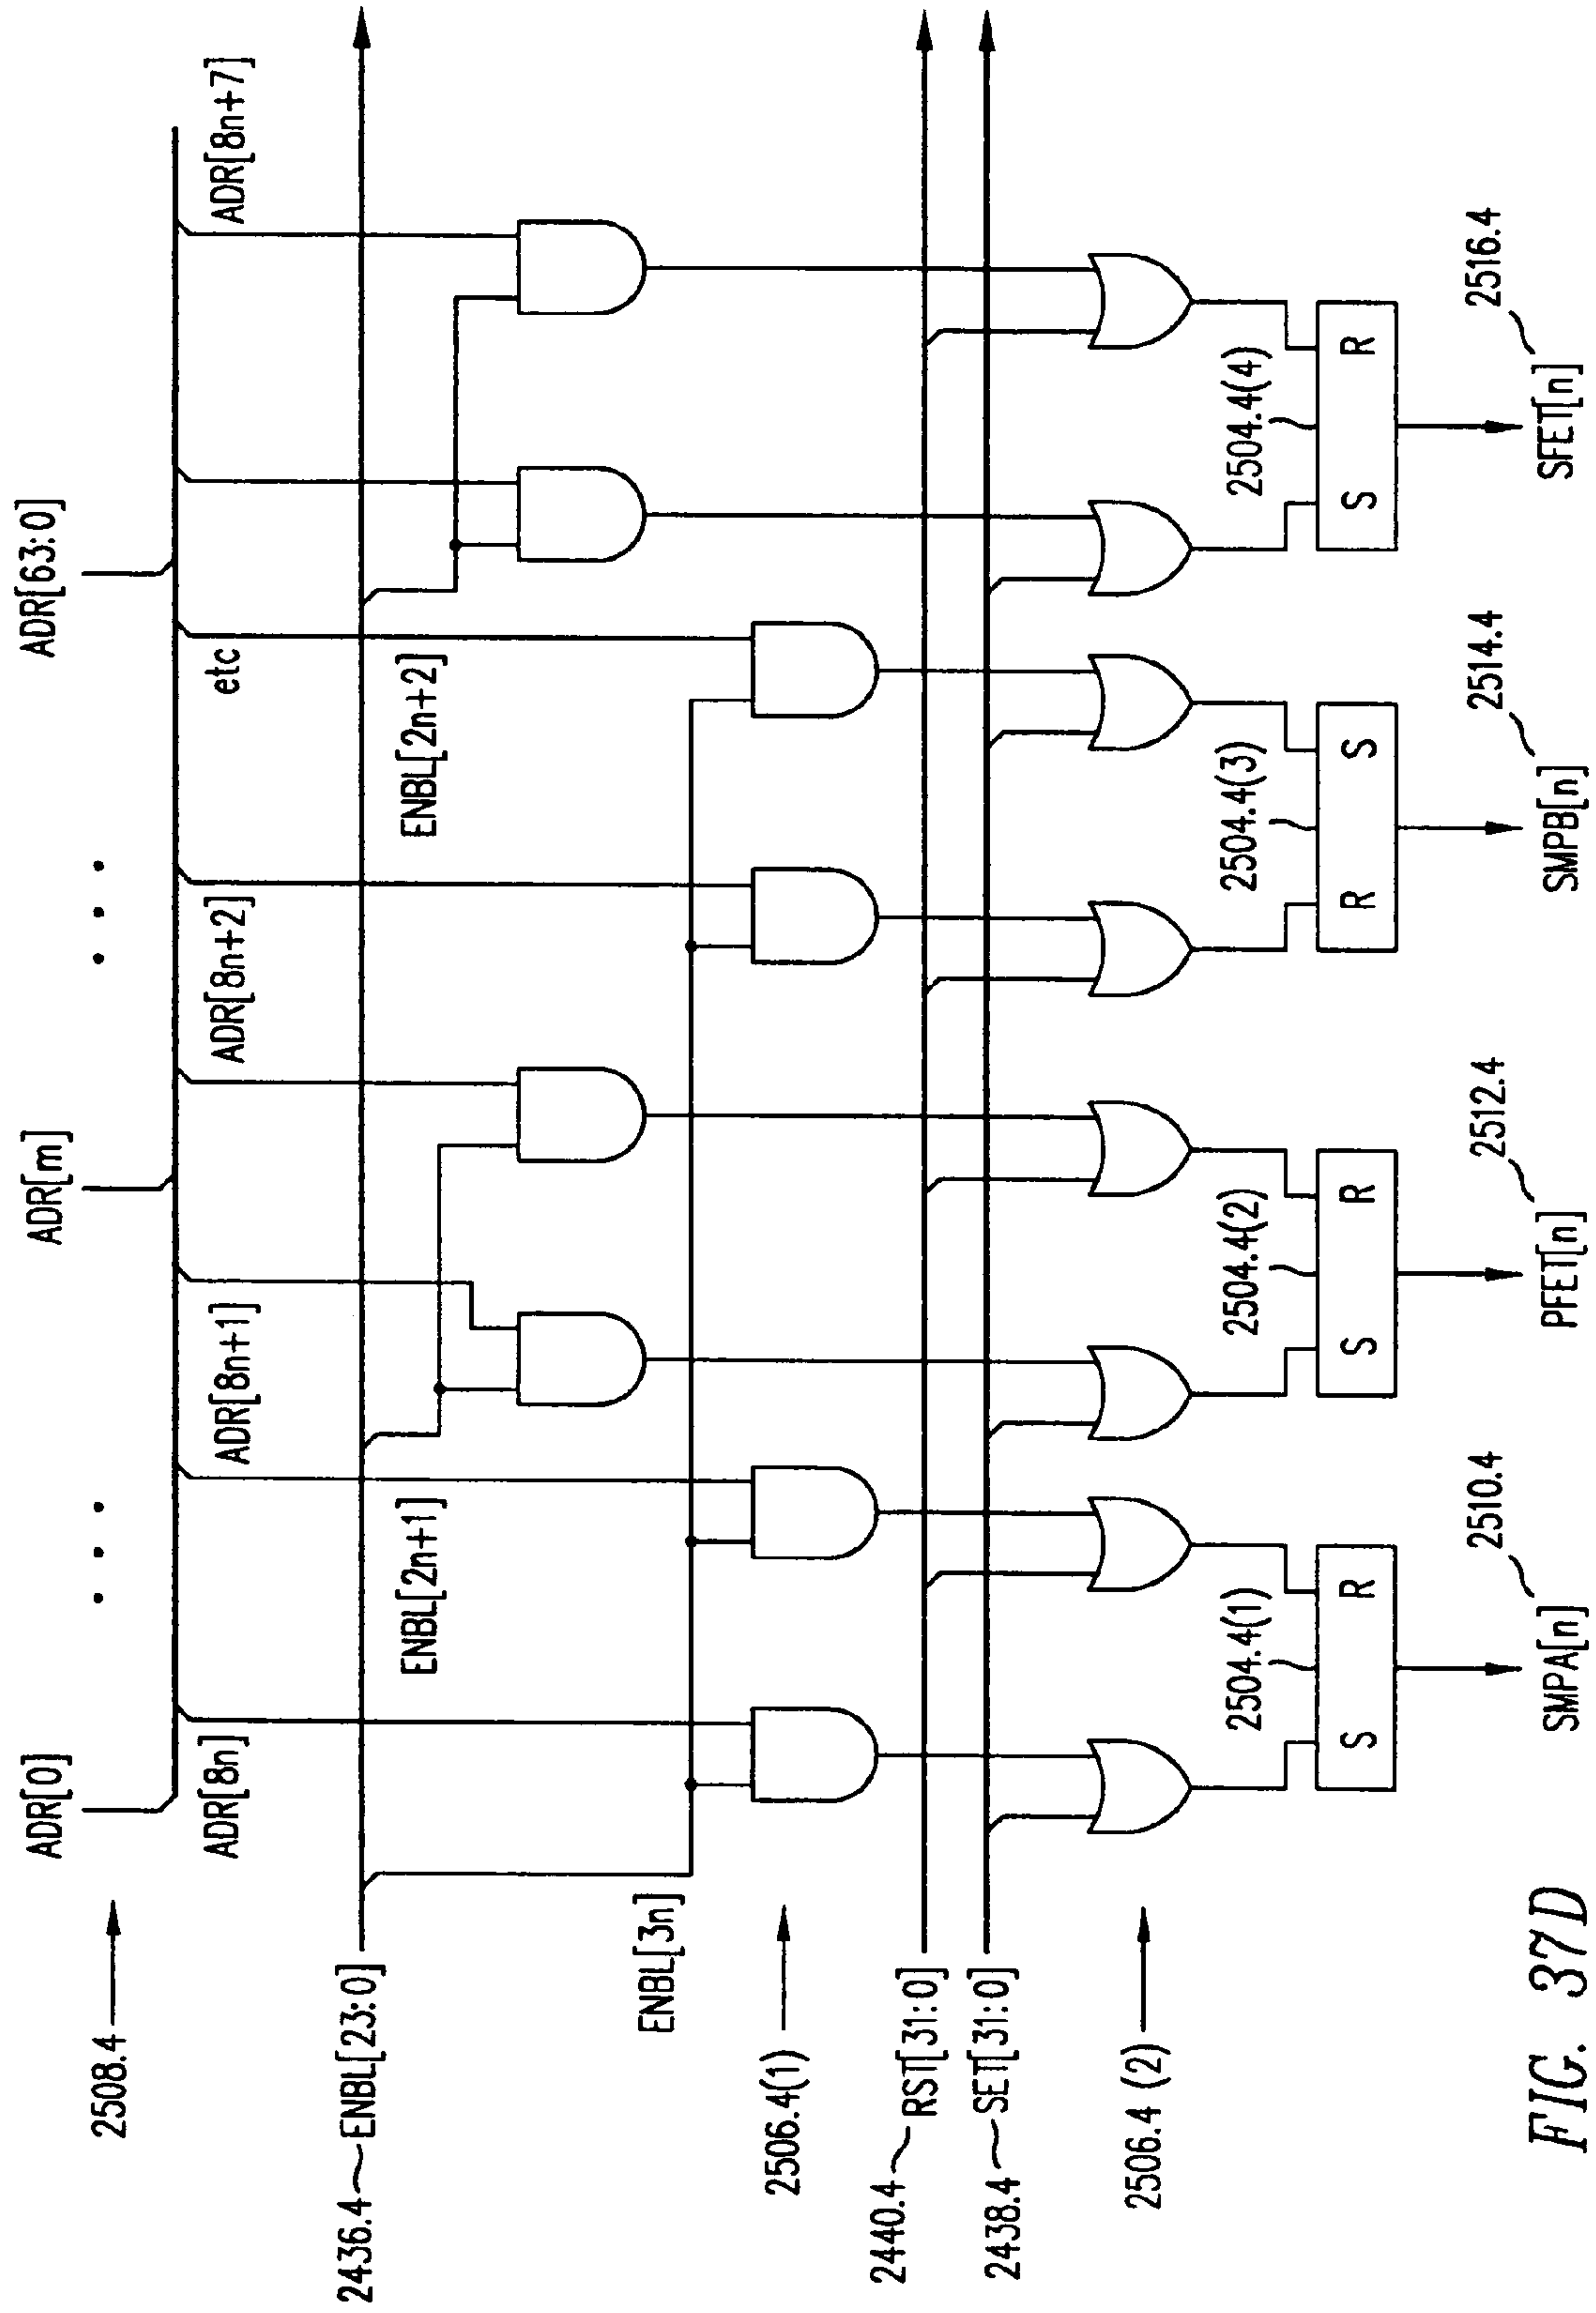 2508.4
ADR[0]
ADR[m]
ADR[63:0]
ADR[8n]
ADR[8n+1]
ADR[8n+2]
etc
ADR[8n+7]
2436.4
ENBL[23:0]
ENBL[2n+1]
ENBL[2n+2]
ENBL[3n]
2506.4(1)
2440.4
RST[31:0]
2438.4
SET[31:0]
2506.4 (2)
2504.4(1)
2504.4(2)
2504.4(3)
2504.4(4)
S R
S R
R S
S R
2510.4
2512.4
2514.4
2516.4
SMPA[n]
PFET[n]
SMPB[n]
SFET[n]
FIG. 37D